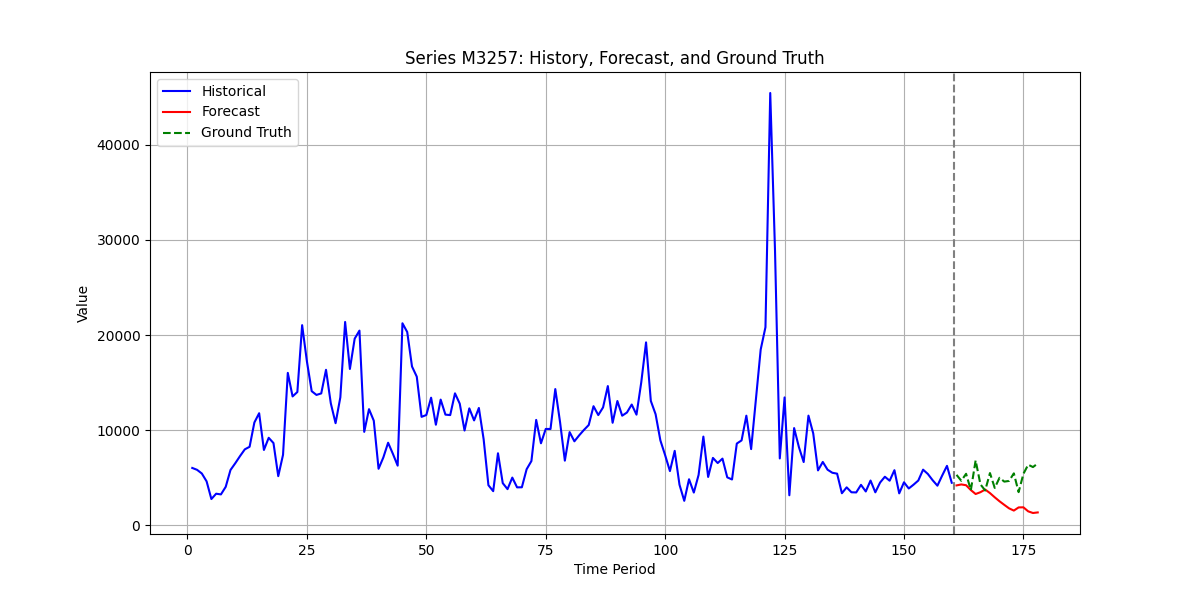 Series M3257: History, Forecast, and Ground Truth
Historical
Forecast
Ground Truth
40000
30000
20000
10000
0
Value
0 25 50 75 100 125 150 175
Time Period